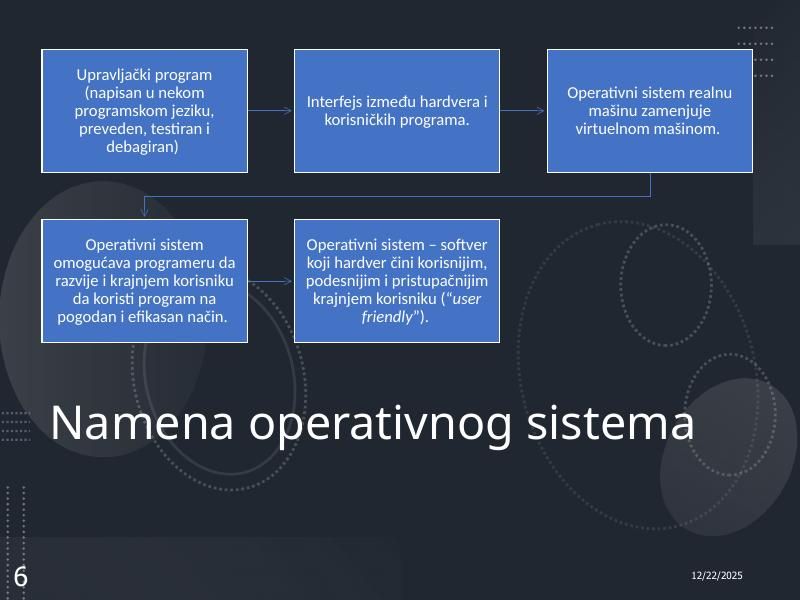 Upravljački program
(napisan u nekom
programskom jeziku,
preveden, testiran i
debagiran)
Interfejs između hardvera i
korisničkih programa.
Operativni sistem realnu
mašinu zamenjuje
virtuelnom mašinom.
Operativni sistem
omogućava programeru da
razvije i krajnjem korisniku
da koristi program na
pogodan i efikasan način.
Operativni sistem – softver
koji hardver čini korisnijim,
podesnijim i pristupačnijim
krajnjem korisniku (“user
friendly”).
Namena operativnog sistema
6
12/22/2025